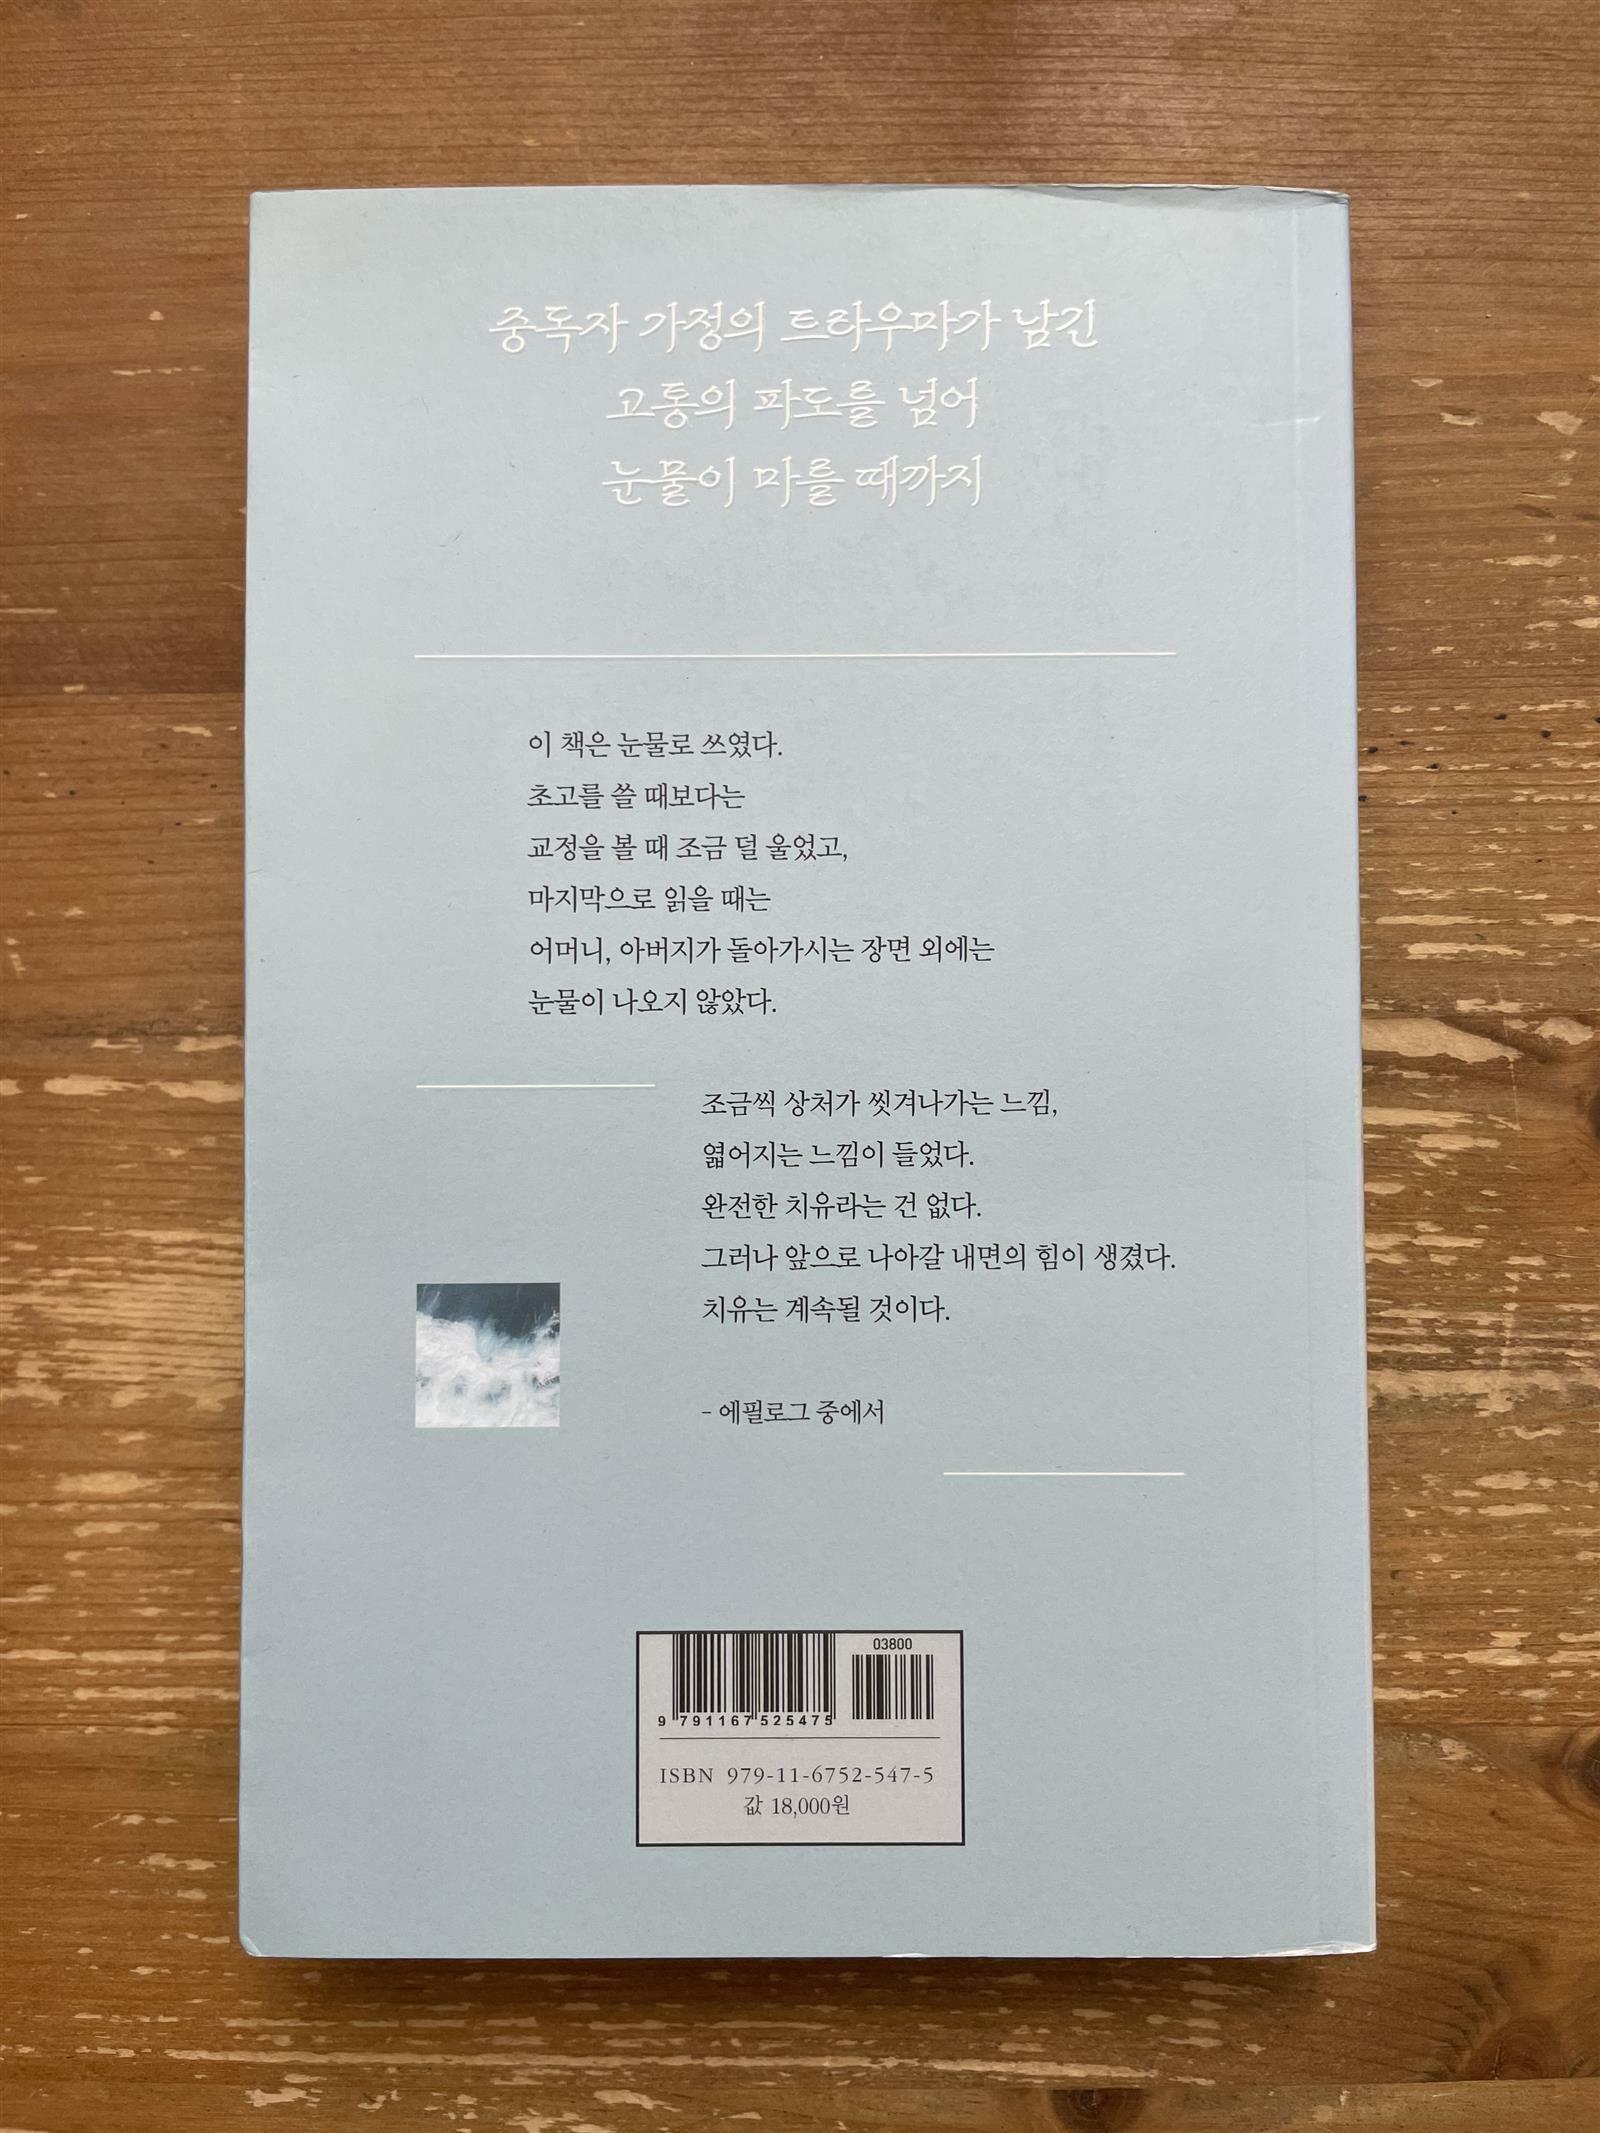 중독자 가정의 트라우마가 남긴
고통의 파도를 넘어
눈물이 마를 때까지
이 책은 눈물로 쓰였다.
초고를 쓸 때보다는
교정을 볼 때 조금 덜 울었고,
마지막으로 읽을 때는
어머니, 아버지가 돌아가시는 장면 외에는
눈물이 나오지 않았다.
조금씩 상처가 씻겨나가는 느낌,
엷어지는 느낌이 들었다.
완전한 치유라는 건 없다.
그러나 앞으로 나아갈 내면의 힘이 생겼다.
치유는 계속될 것이다.
- 에필로그 중에서
03800
9 791167 525475
ISBN 979-11-6752-547-5
값 18,000원